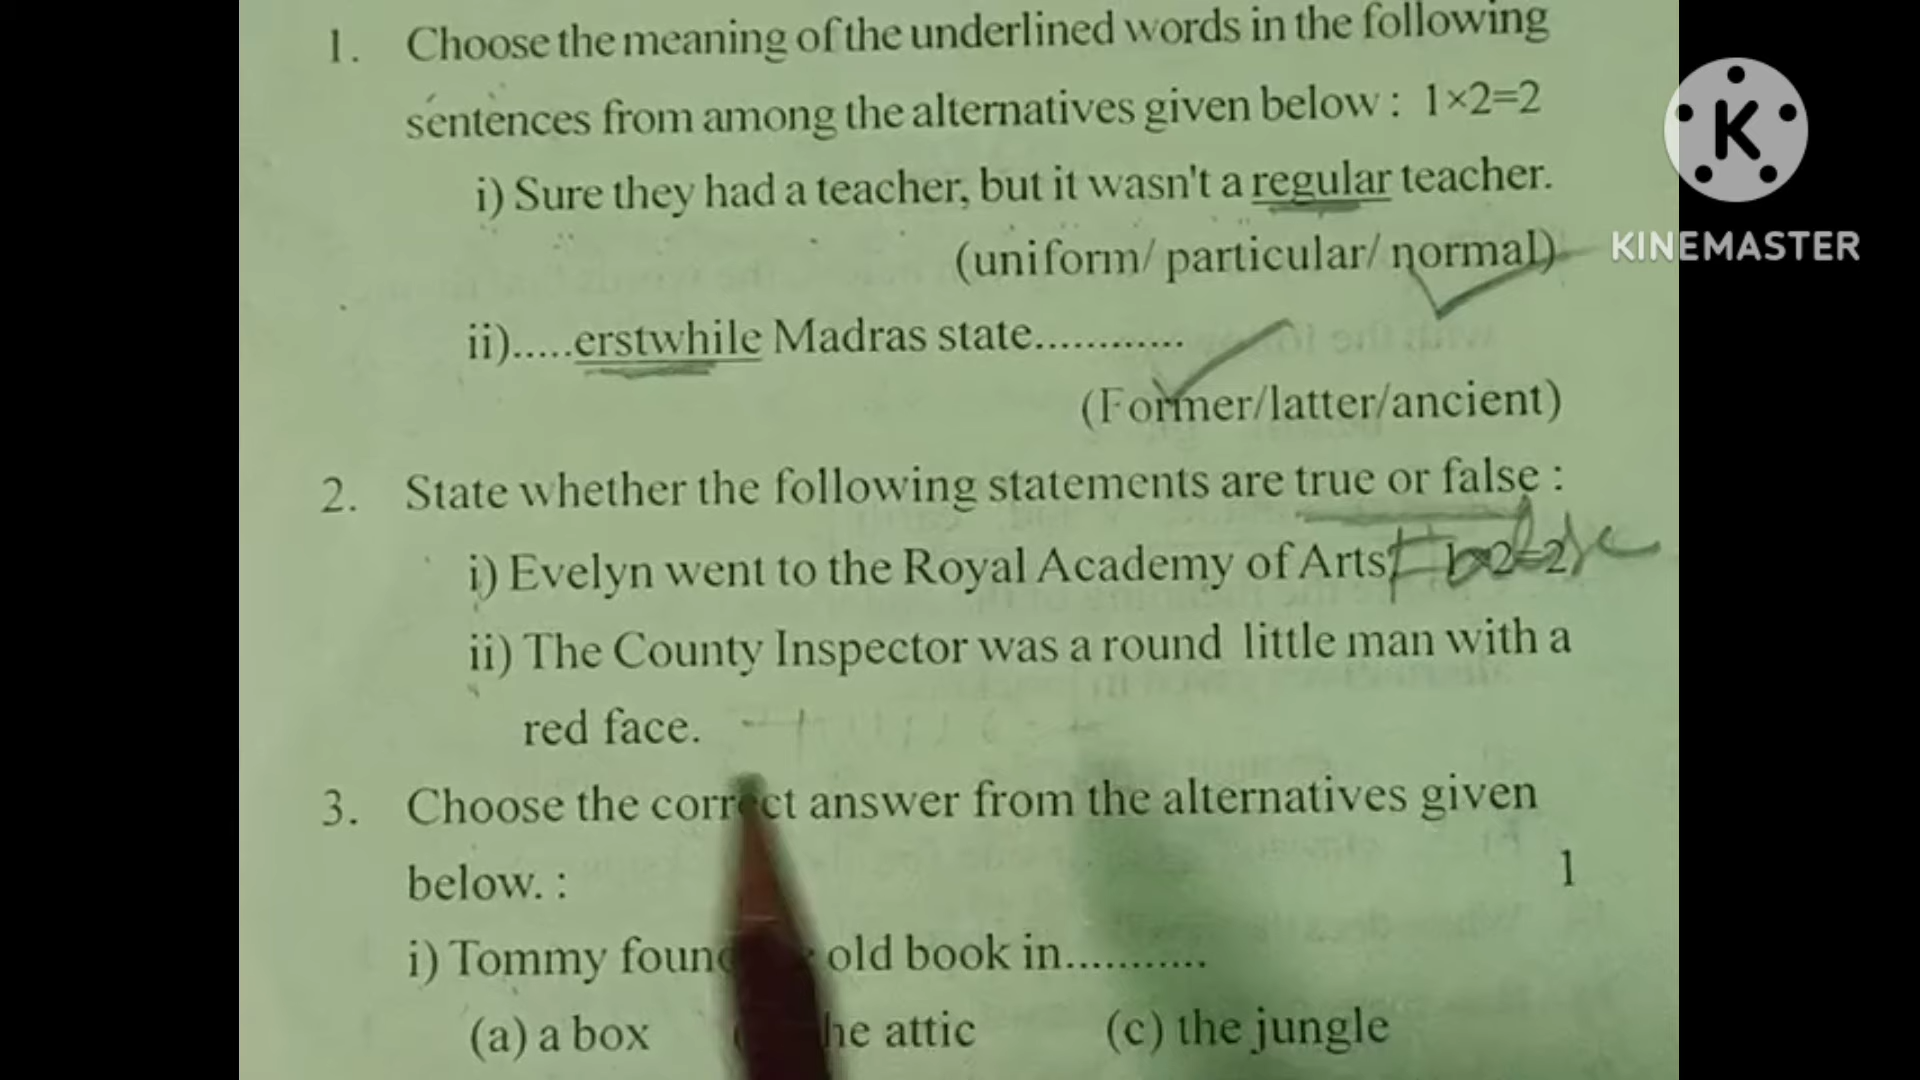 1. Choose the meaning of the underlined words in the following
sentences from among the alternatives given below : 1×2=2
i) Sure they had a teacher, but it wasn't a regular teacher.
(uniform/ particular/ normal)
ii).....erstwhile Madras state............
(Former/latter/ancient)
2. State whether the following statements are true or false :
i) Evelyn went to the Royal Academy of Arts. False
ii) The County Inspector was a round little man with a
red face.
3. Choose the correct answer from the alternatives given
below. : 1
i) Tommy found old book in...........
(a) a box attic (c) the jungle
K
KINEMASTER